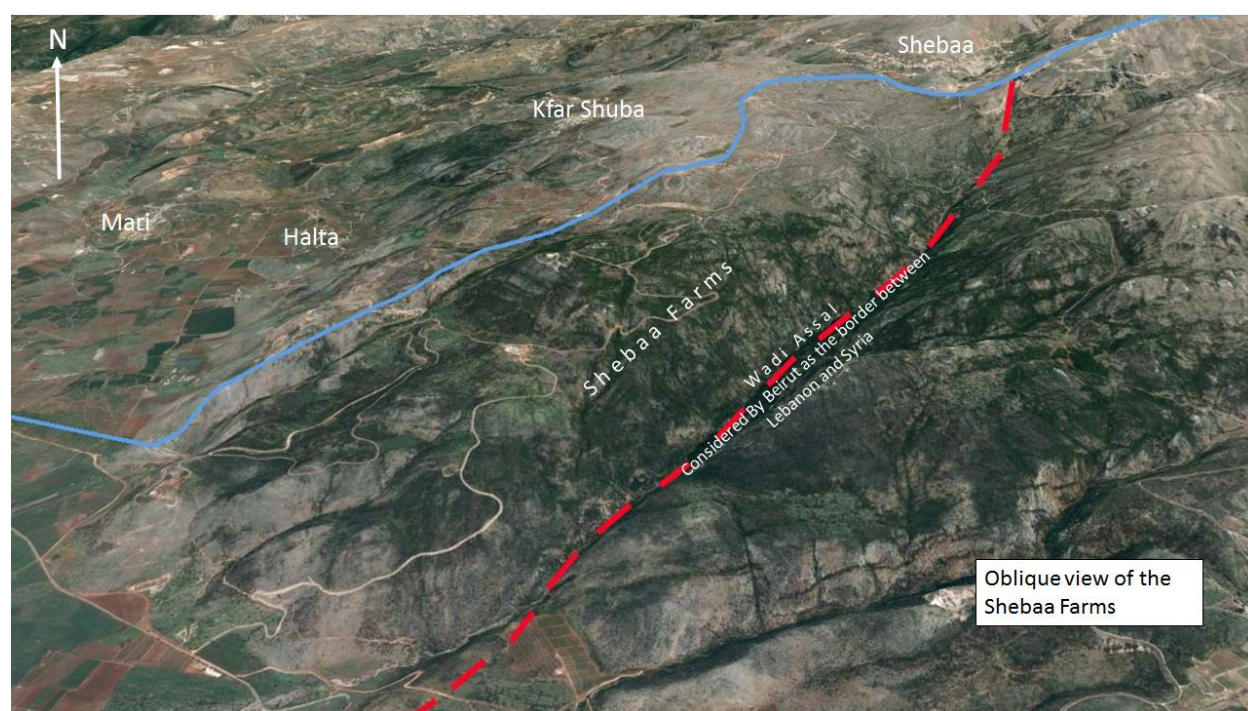 N
Shebaa
Kfar Shuba
Mari
Halta
Shebaa Farms
Wadi Assal
Considered By Beirut as the border between
Lebanon and Syria
Oblique view of the
Shebaa Farms